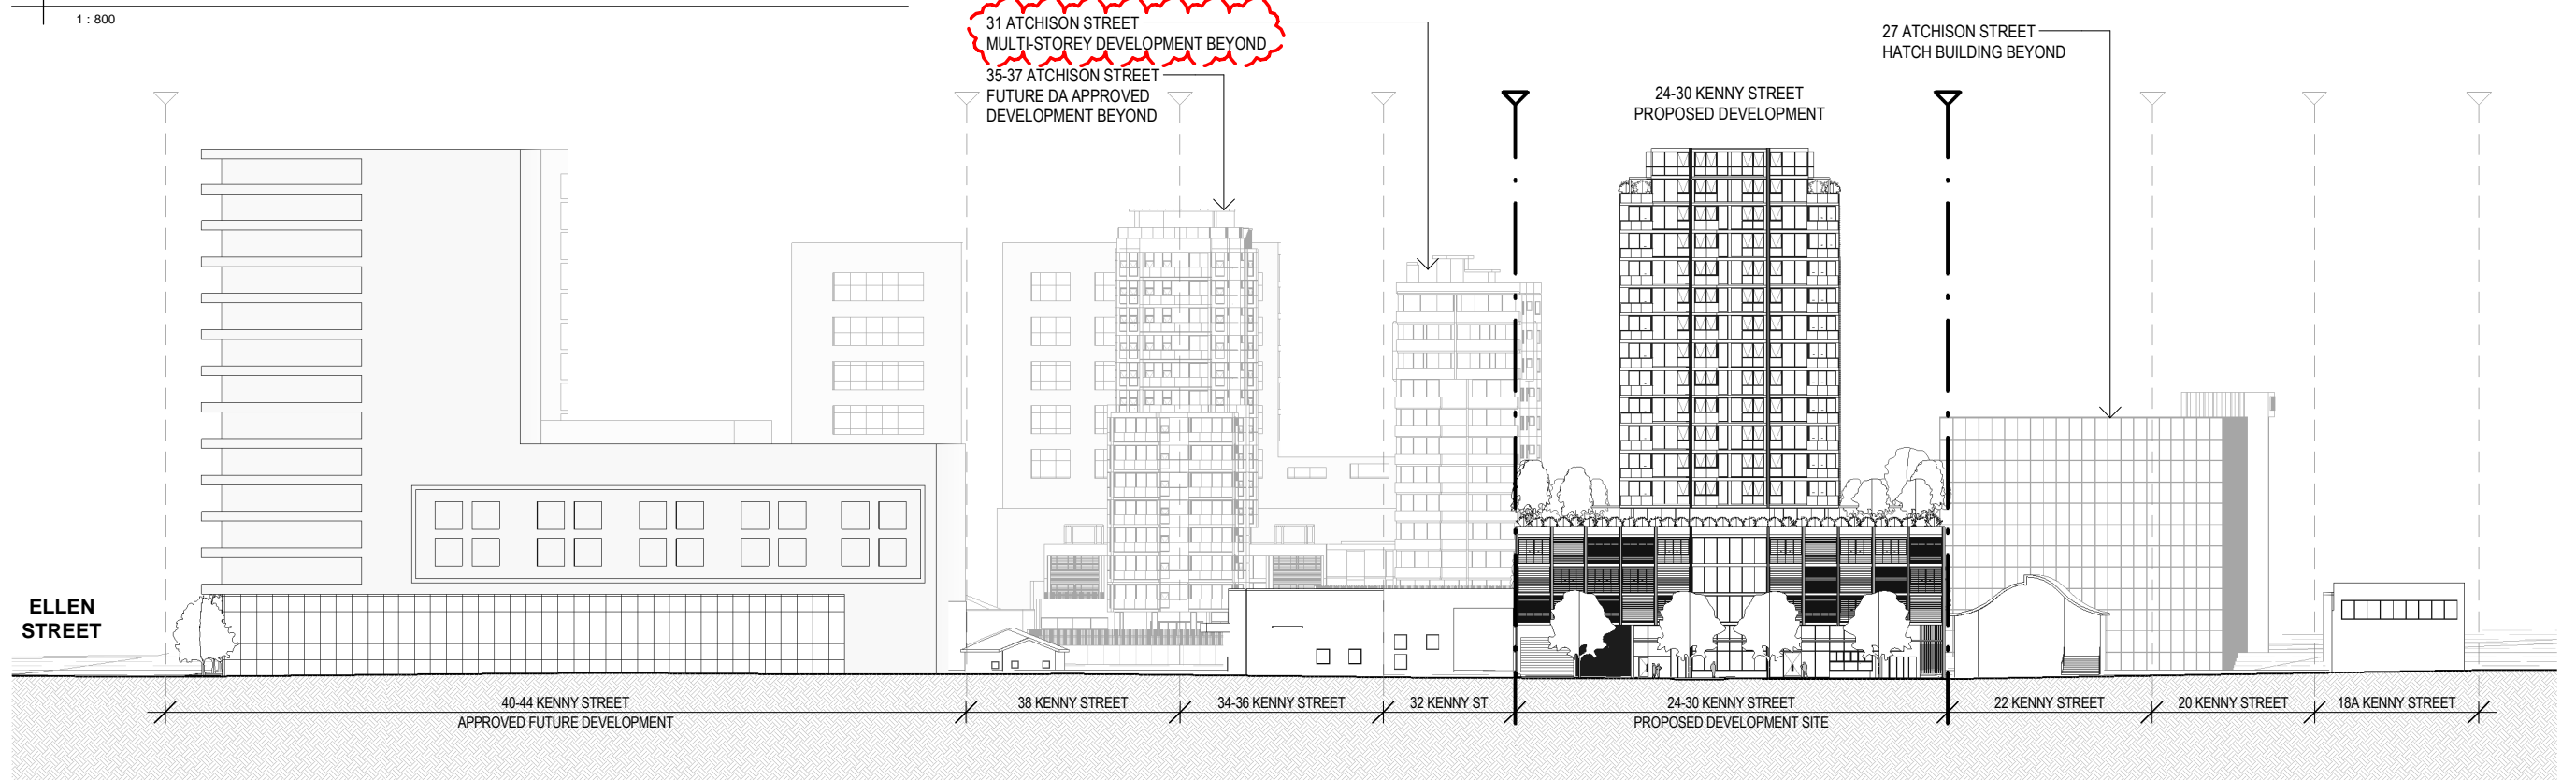 1 : 800
31 ATCHISON STREET
MULTI-STOREY DEVELOPMENT BEYOND
35-37 ATCHISON STREET
FUTURE DA APPROVED
DEVELOPMENT BEYOND
24-30 KENNY STREET
PROPOSED DEVELOPMENT
27 ATCHISON STREET
HATCH BUILDING BEYOND
ELLEN
STREET
40-44 KENNY STREET
APPROVED FUTURE DEVELOPMENT
38 KENNY STREET
34-36 KENNY STREET
32 KENNY ST
24-30 KENNY STREET
PROPOSED DEVELOPMENT SITE
22 KENNY STREET
20 KENNY STREET
18A KENNY STREET